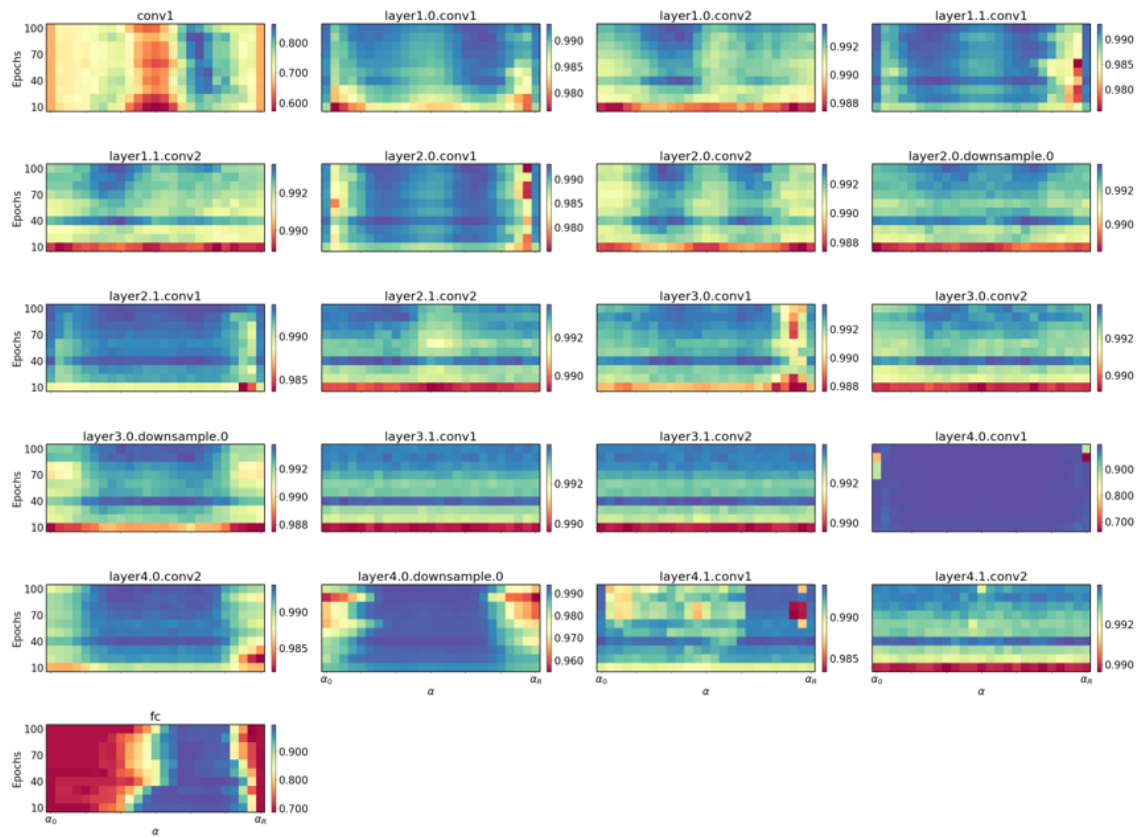 conv1 layer1.0.conv1 layer1.0.conv2 layer1.1.conv1
Epochs 100 70 40 10 0.800 0.700 0.600 0.990 0.985 0.980 0.992 0.990 0.988 0.990 0.985 0.980
layer1.1.conv2 layer2.0.conv1 layer2.0.conv2 layer2.0.downsample.0
Epochs 100 70 40 10 0.992 0.990 0.990 0.985 0.980 0.992 0.990 0.988 0.992 0.990
layer2.1.conv1 layer2.1.conv2 layer3.0.conv1 layer3.0.conv2
Epochs 100 70 40 10 0.990 0.985 0.992 0.990 0.992 0.990 0.988 0.992 0.990
layer3.0.downsample.0 layer3.1.conv1 layer3.1.conv2 layer4.0.conv1
Epochs 100 70 40 10 0.992 0.990 0.988 0.992 0.990 0.992 0.990 0.900 0.800 0.700
layer4.0.conv2 layer4.0.downsample.0 layer4.1.conv1 layer4.1.conv2
Epochs 100 70 40 10 0.990 0.985 0.990 0.980 0.970 0.960 0.990 0.985 0.992 0.990
α0 α αR α0 α αR α0 α αR
fc
Epochs 100 70 40 10 0.900 0.800 0.700
α0 α αR